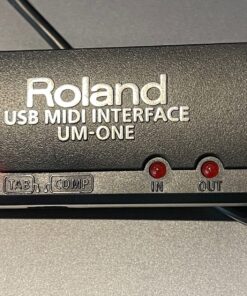 Roland
USB MIDI INTERFACE
UM-ONE
TAB COMP IN OUT